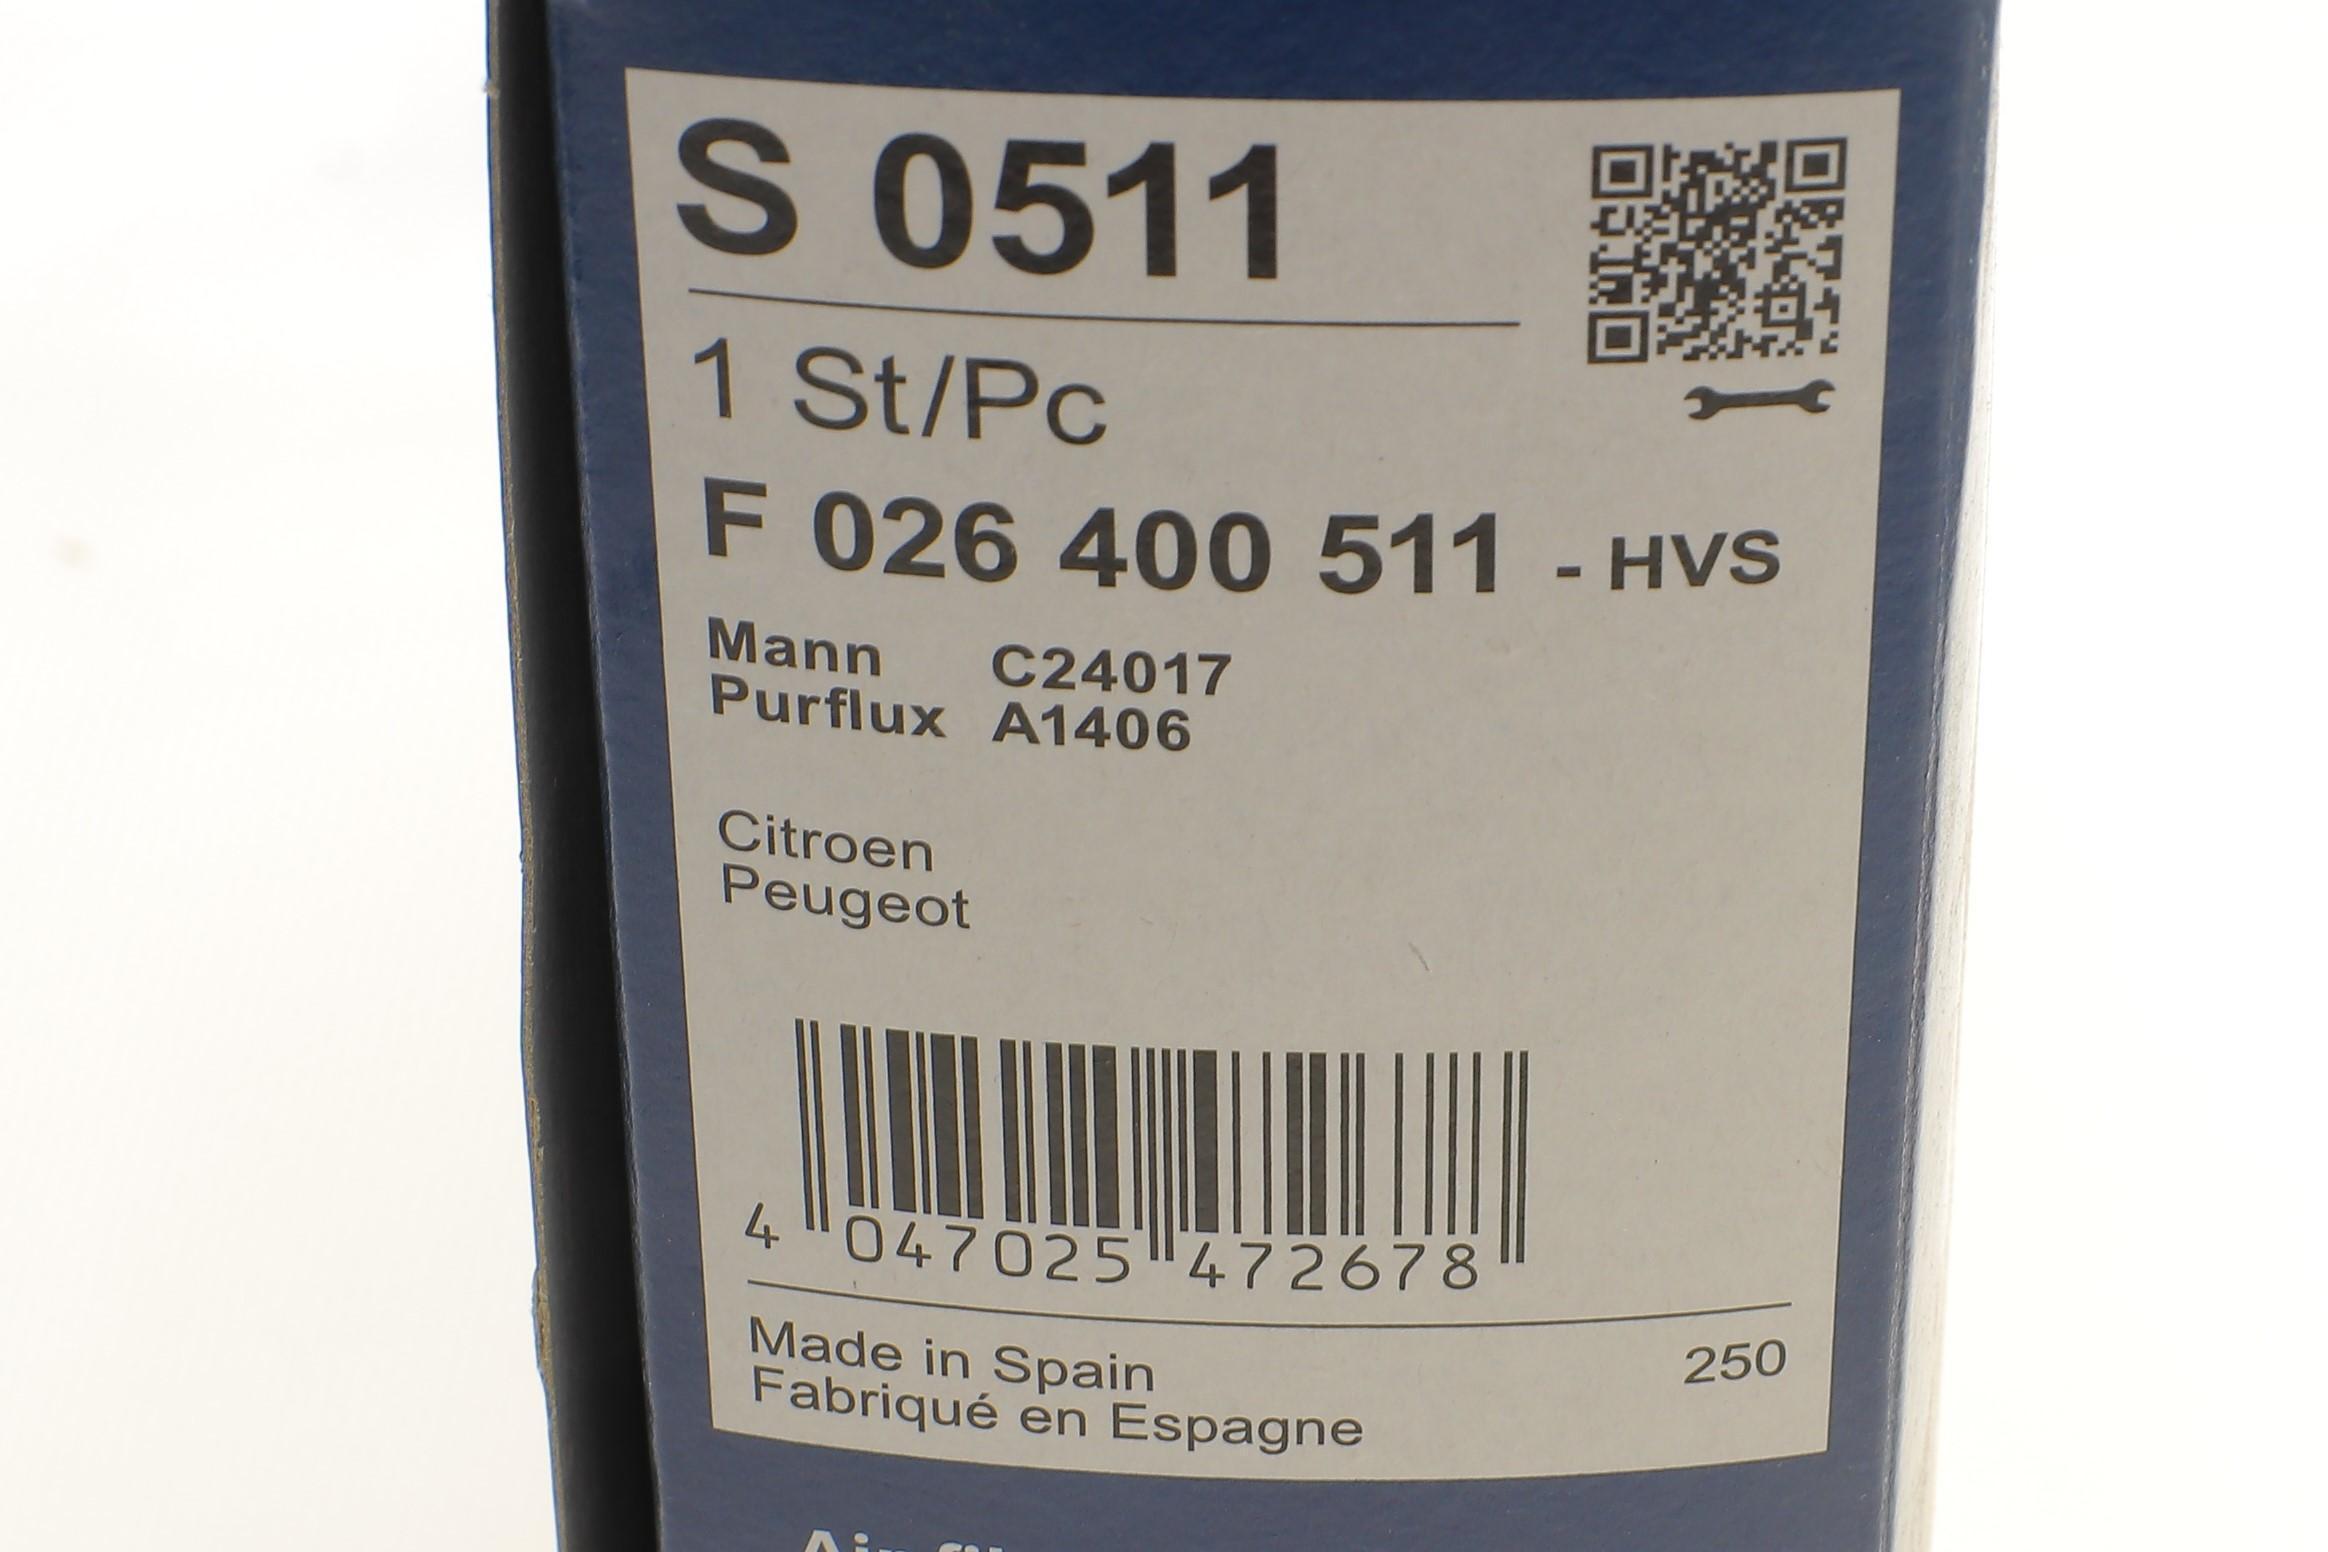 S 0511
1 St/Pc
F 026 400 511 - HVS
Mann C24017
Purflux A1406
Citroen
Peugeot
4 047025 472678
Made in Spain 250
Fabriqué en Espagne